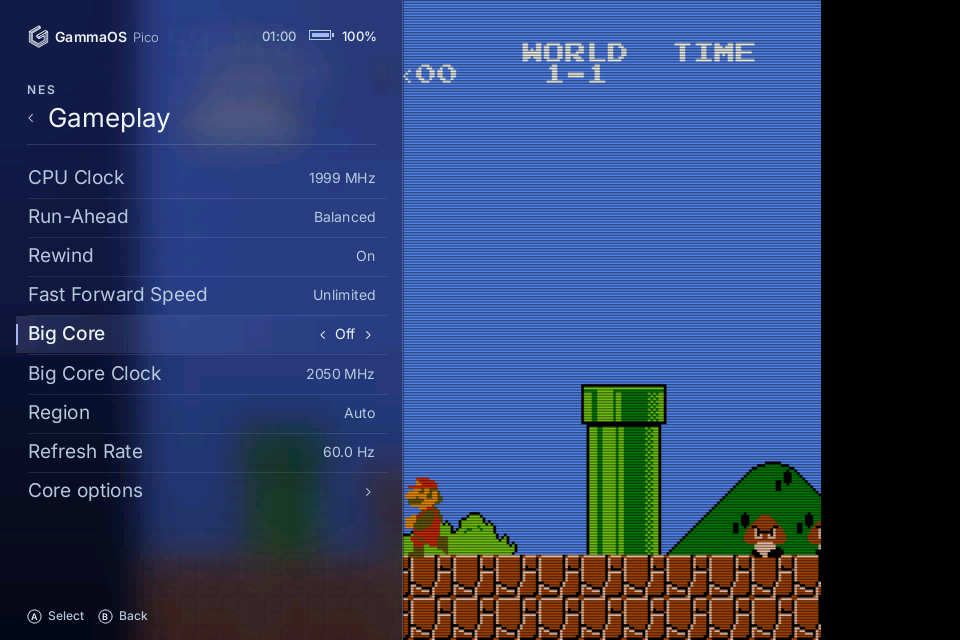 GammaOS Pico 01:00 100%
NES
Gameplay
CPU Clock 1999 MHz
Run-Ahead Balanced
Rewind On
Fast Forward Speed Unlimited
Big Core Off
Big Core Clock 2050 MHz
Region Auto
Refresh Rate 60.0 Hz
Core options
A Select B Back
WORLD TIME
×00 1-1